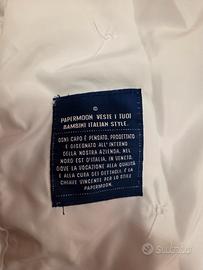 ©
PAPERMOON VESTE I TUOI
BAMBINI ITALIAN STYLE.
OGNI CAPO È PENSATO, PROGETTATO
E DISEGNATO ALL' INTERNO
DELLA NOSTRA AZIENDA, NEL
NORD EST D'ITALIA, IN VENETO,
DOVE LA VOCAZIONE ALLA QUALITÀ
E ALLA CURA DEI DETTAGLI, È LA
CHIAVE VINCENTE PER LO STILE
PAPERMOON.
SUbito.it